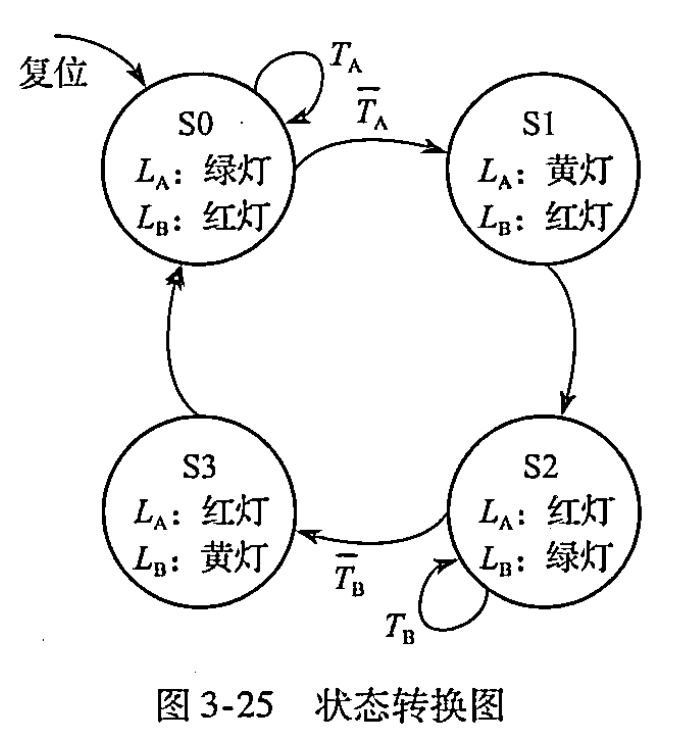 复位
T_A
T̅_A
S0
L_A：绿灯
L_B：红灯
S1
L_A：黄灯
L_B：红灯
S3
L_A：红灯
L_B：黄灯
S2
L_A：红灯
L_B：绿灯
T̅_B
T_B
图 3-25 状态转换图